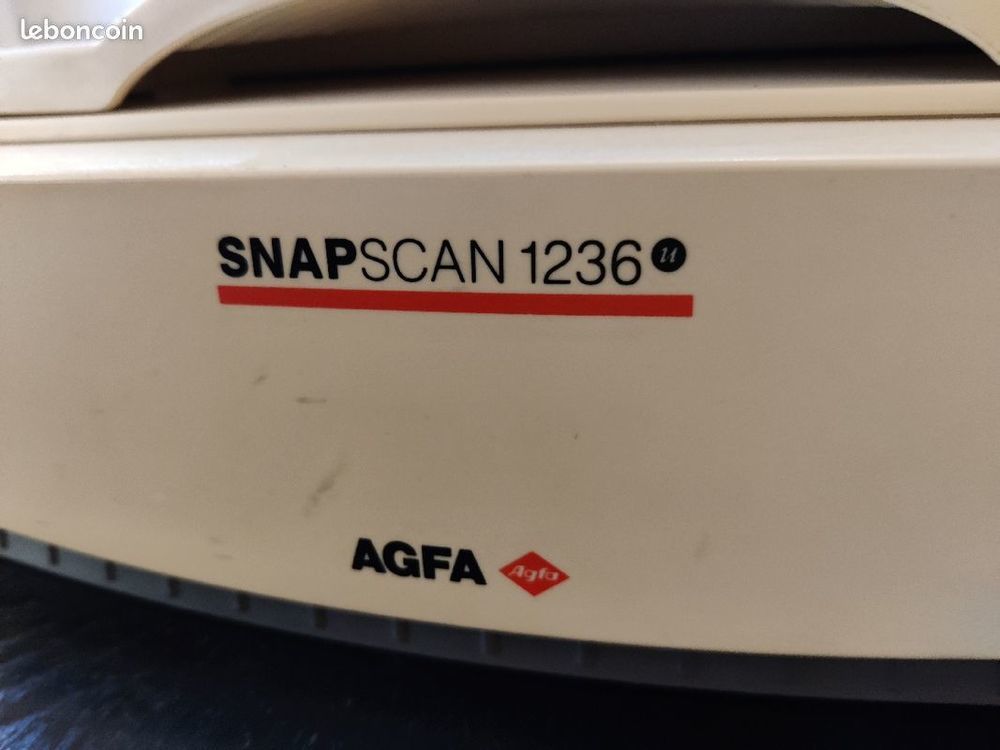 leboncoin
SNAPSCAN 1236 u
AGFA Agfa